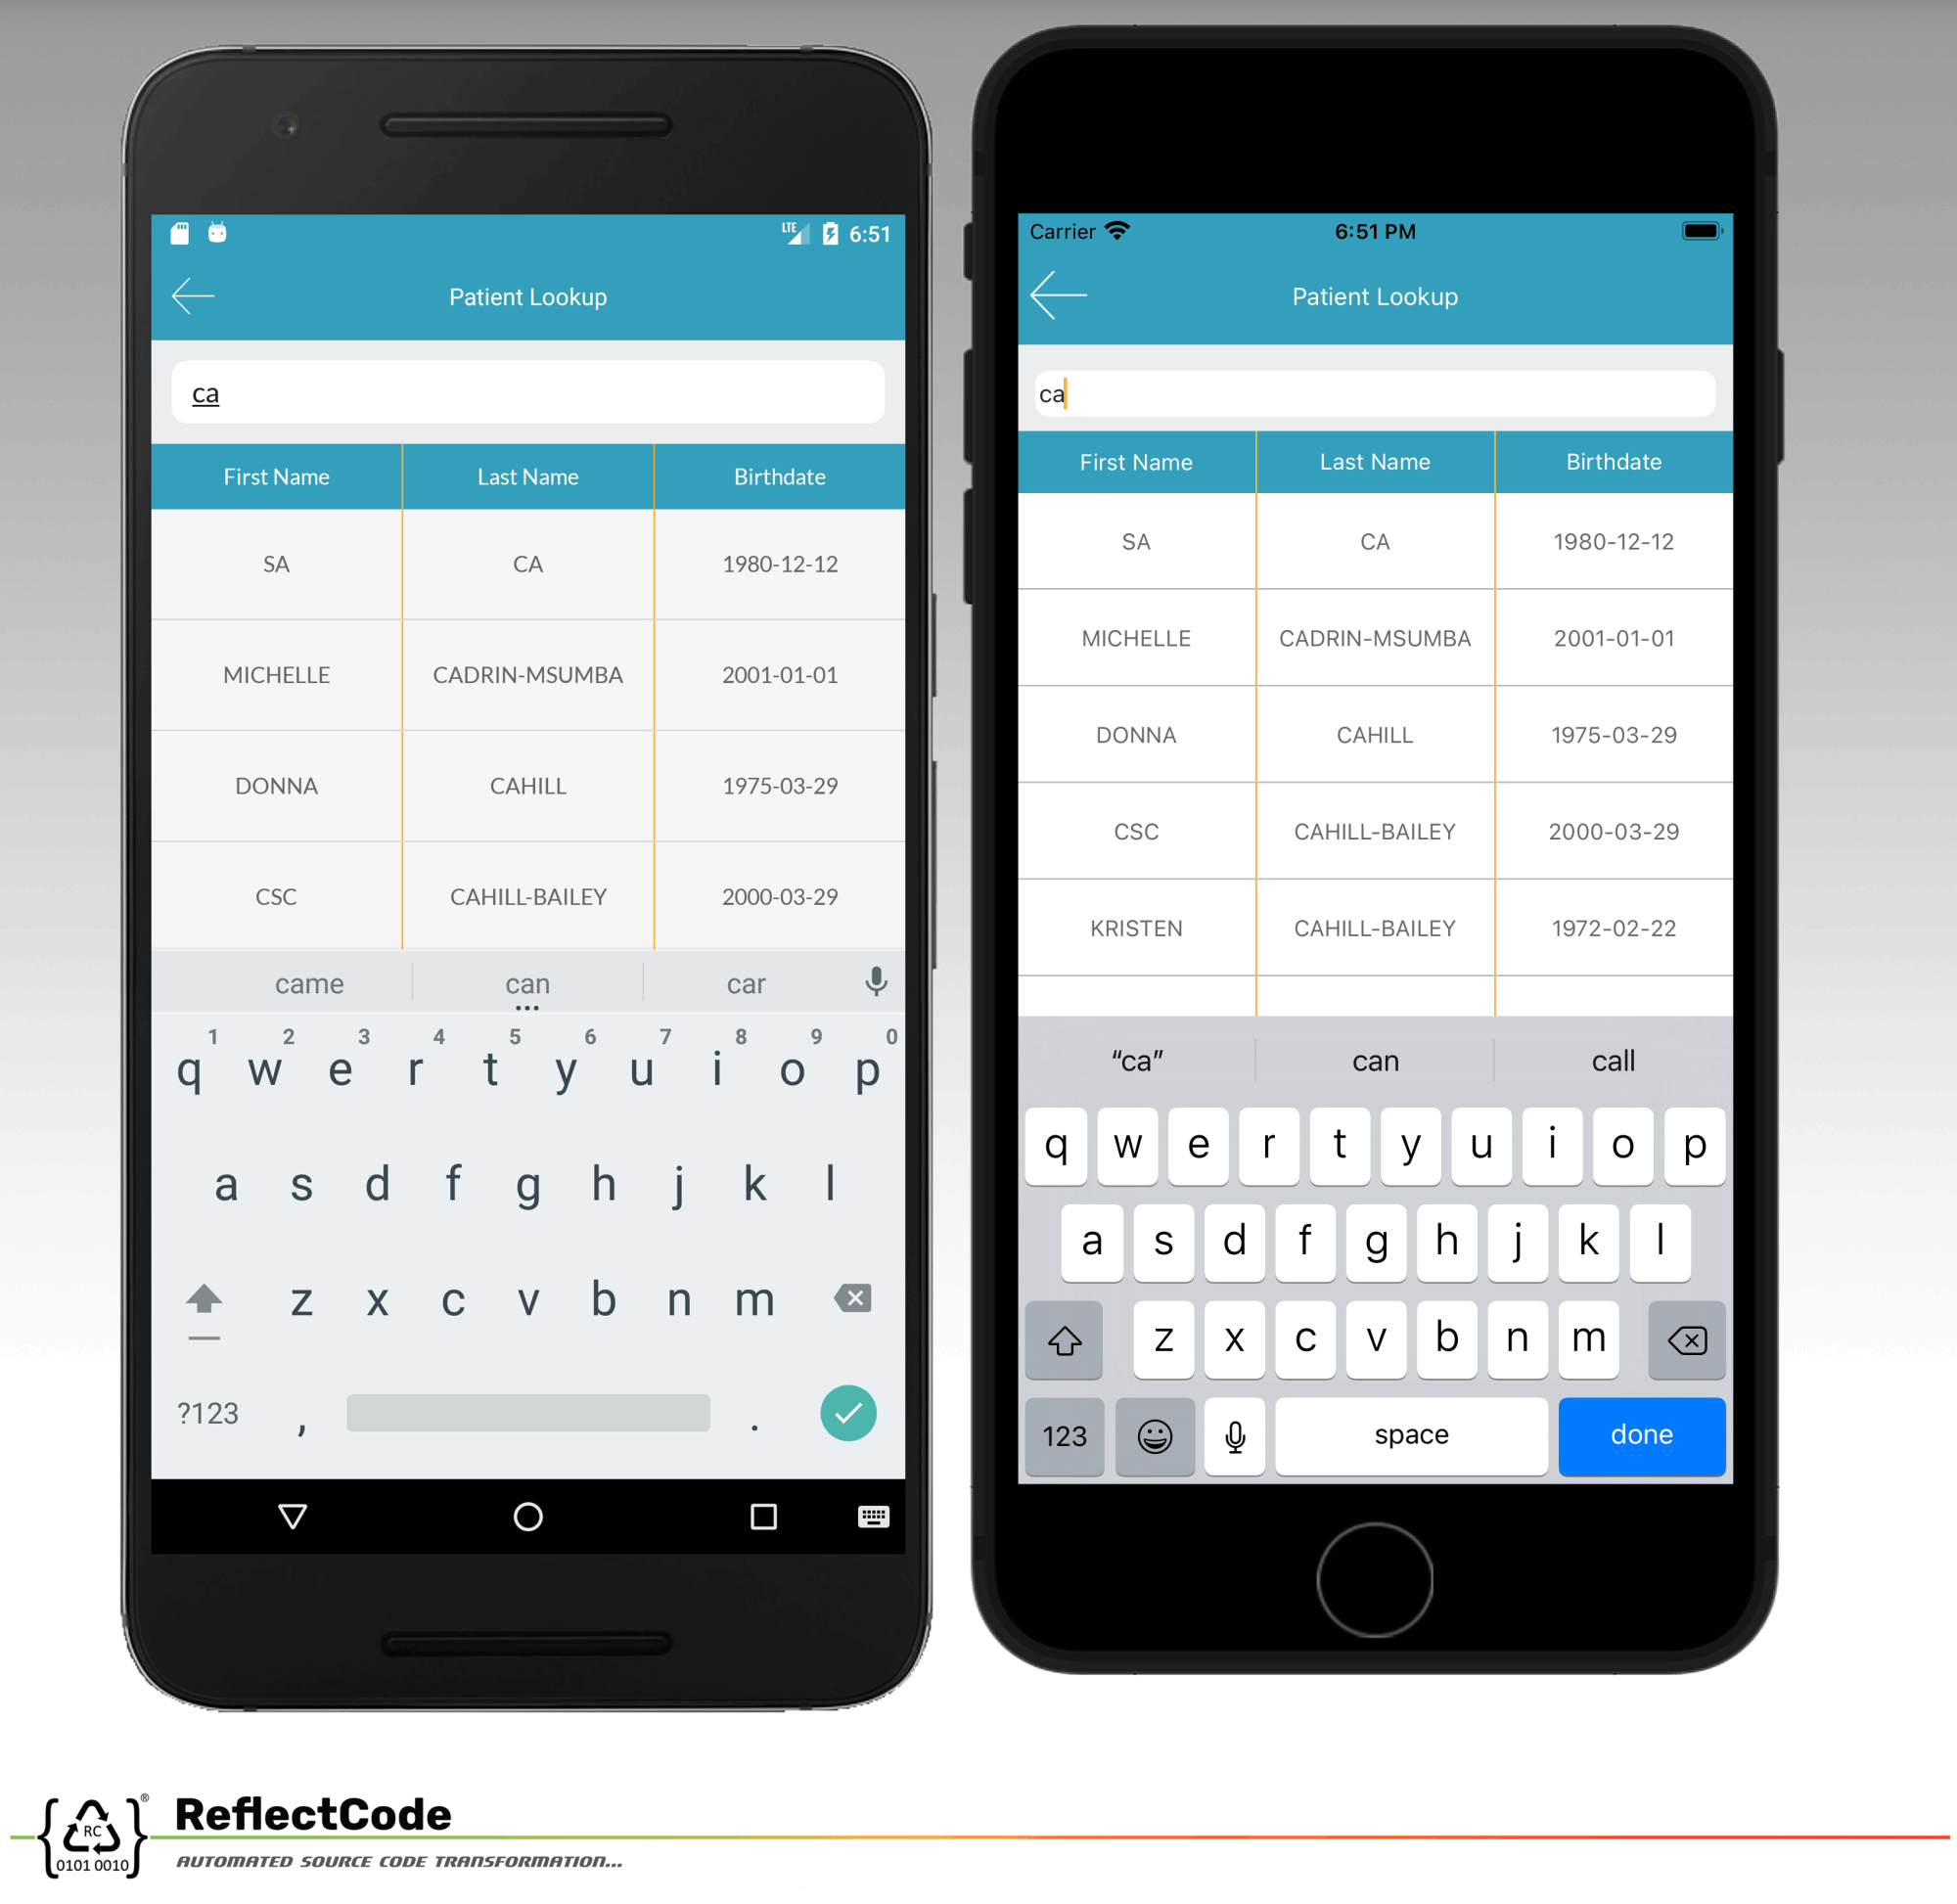 LTE 6:51
Patient Lookup
ca
First Name Last Name Birthdate
SA CA 1980-12-12
MICHELLE CADRIN-MSUMBA 2001-01-01
DONNA CAHILL 1975-03-29
CSC CAHILL-BAILEY 2000-03-29
came can car
1 2 3 4 5 6 7 8 9 0
q w e r t y u i o p
a s d f g h j k l
z x c v b n m
?123 , .
Carrier 6:51 PM
Patient Lookup
ca
First Name Last Name Birthdate
SA CA 1980-12-12
MICHELLE CADRIN-MSUMBA 2001-01-01
DONNA CAHILL 1975-03-29
CSC CAHILL-BAILEY 2000-03-29
KRISTEN CAHILL-BAILEY 1972-02-22
“ca” can call
q w e r t y u i o p
a s d f g h j k l
z x c v b n m
123 space done
{RC} ®
0101 0010
ReflectCode
AUTOMATED SOURCE CODE TRANSFORMATION...